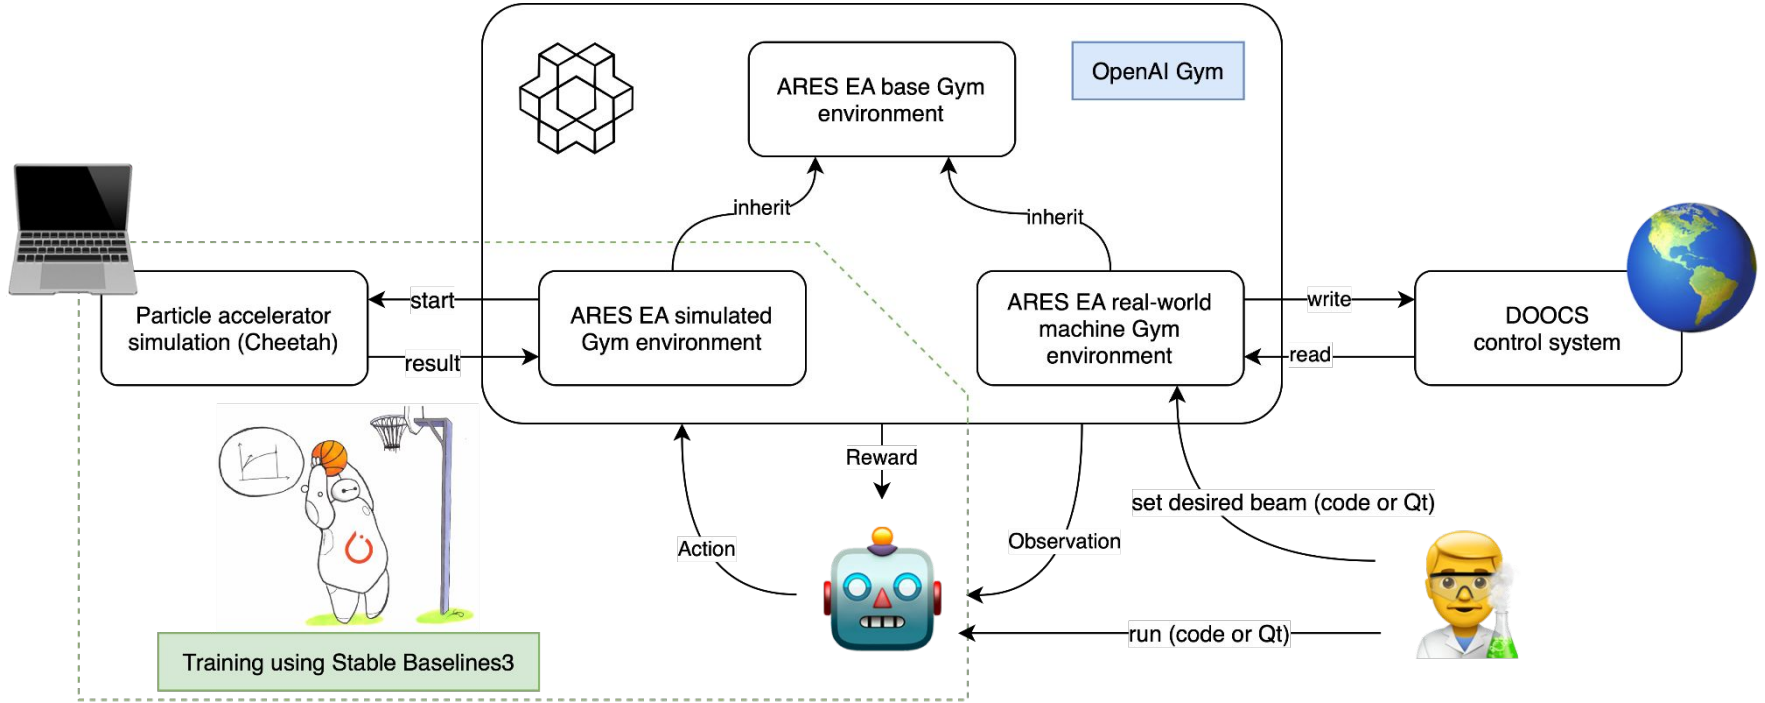 ARES EA base Gym
environment
OpenAI Gym
inherit
inherit
Particle accelerator
simulation (Cheetah)
start
result
ARES EA simulated
Gym environment
ARES EA real-world
machine Gym
environment
write
read
DOOCS
control system
Reward
Action
Observation
set desired beam (code or Qt)
run (code or Qt)
Training using Stable Baselines3